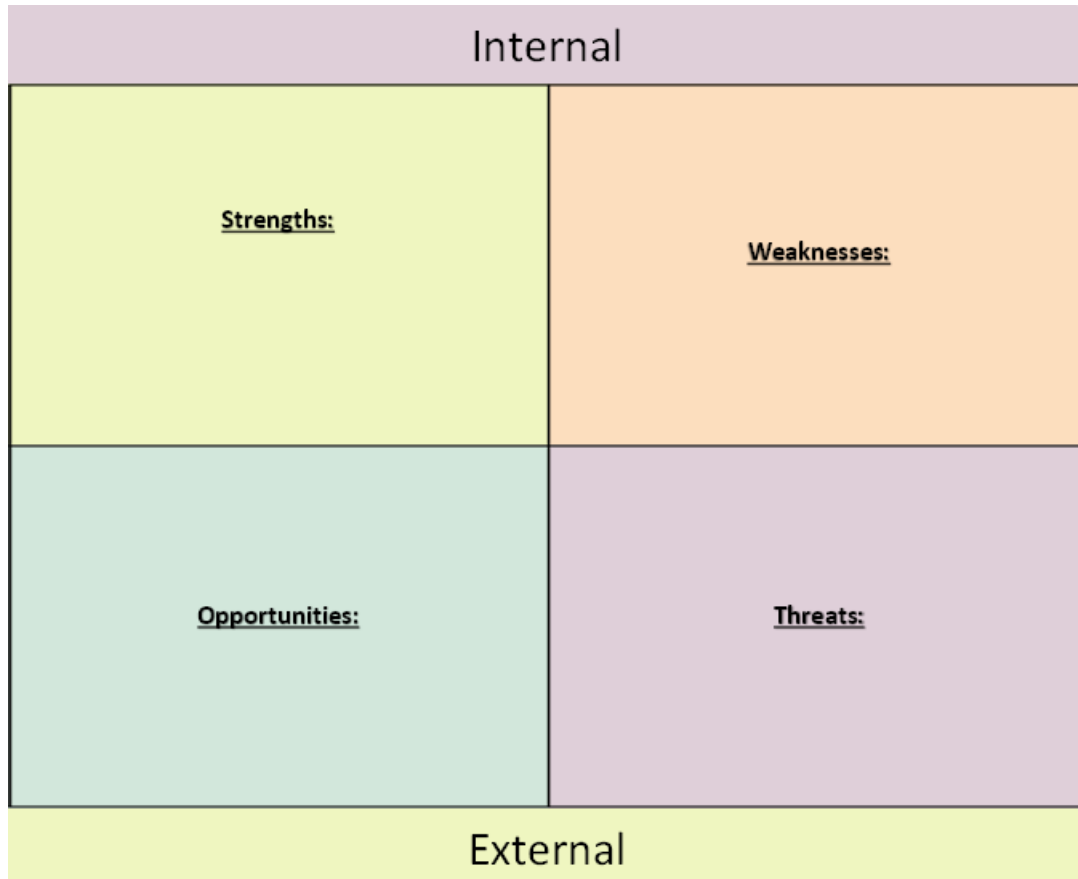 Internal
Strengths:
Weaknesses:
Opportunities:
Threats:
External